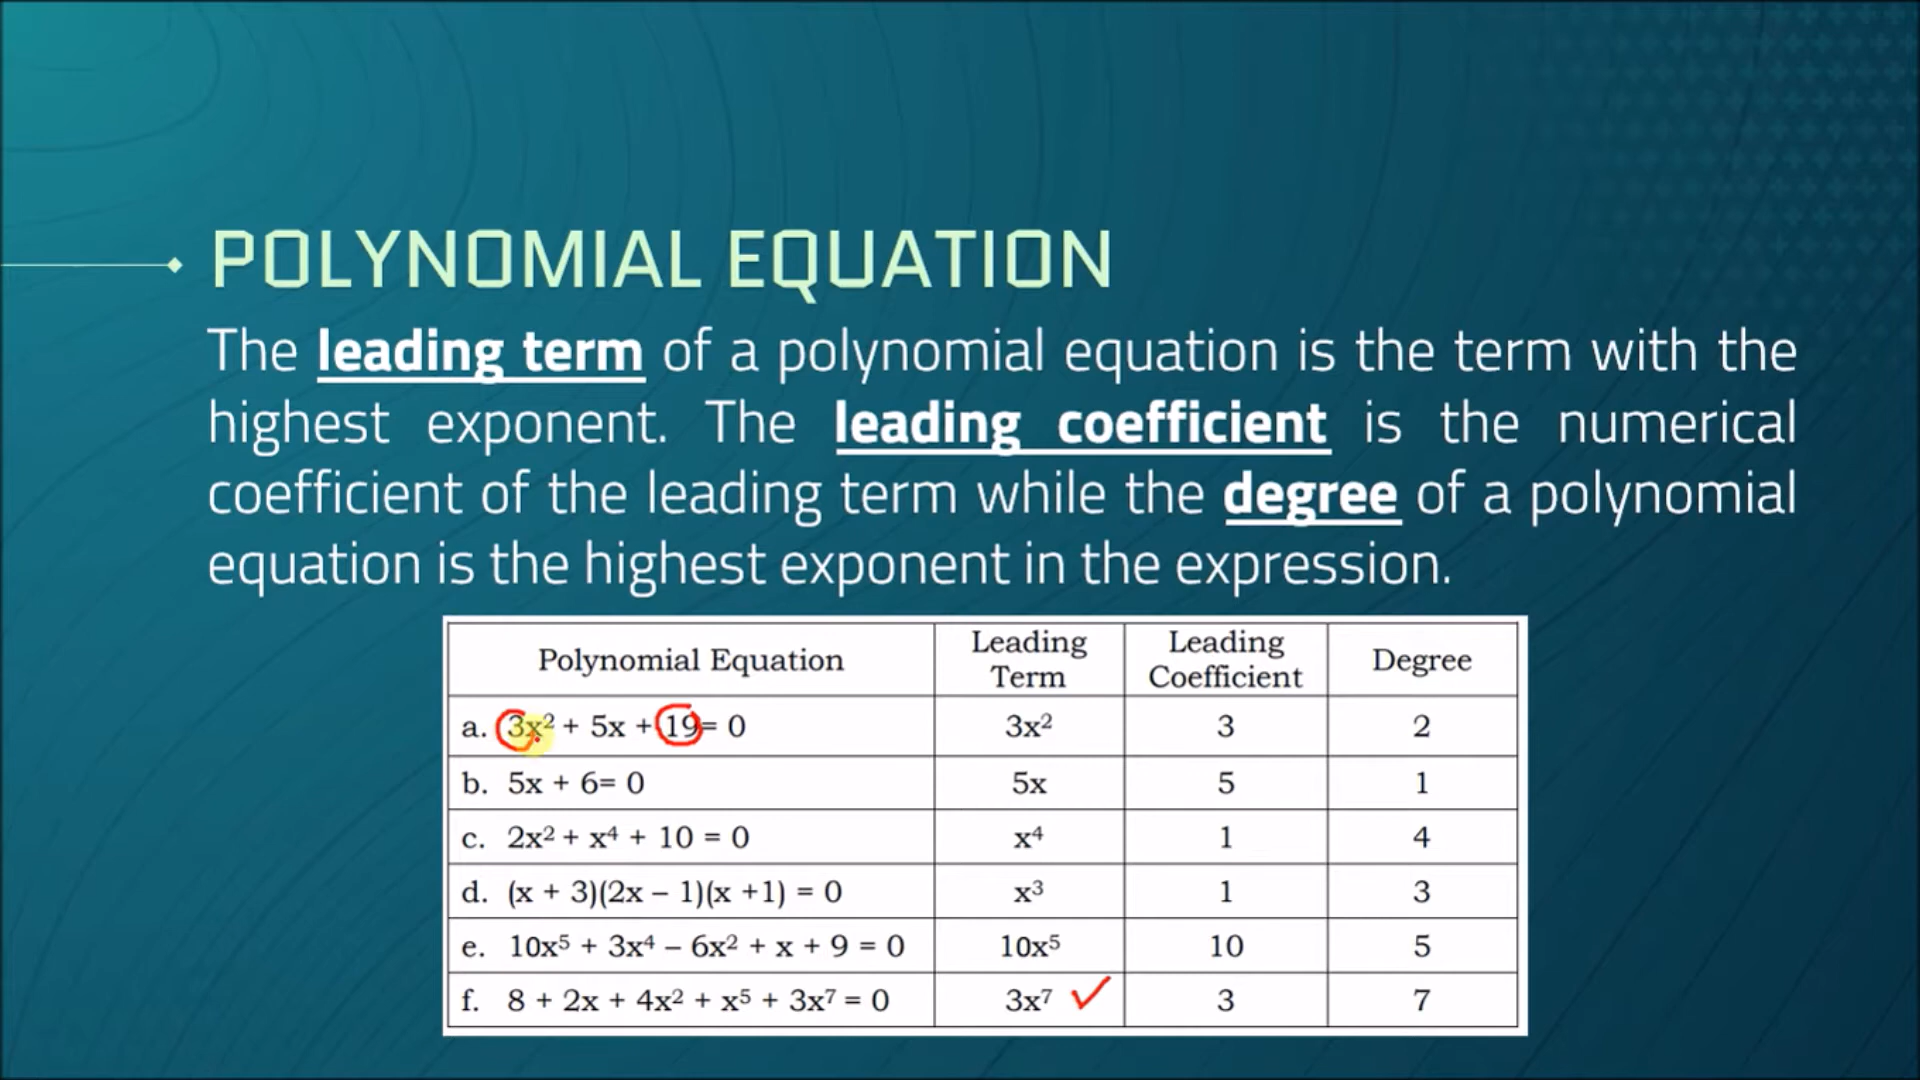 POLYNOMIAL EQUATION
The leading term of a polynomial equation is the term with the
highest exponent. The leading coefficient is the numerical
coefficient of the leading term while the degree of a polynomial
equation is the highest exponent in the expression.
Polynomial Equation Leading Term Leading Coefficient Degree
a. 3x² + 5x + 19= 0 3x² 3 2
b. 5x + 6= 0 5x 5 1
c. 2x² + x⁴ + 10 = 0 x⁴ 1 4
d. (x + 3)(2x – 1)(x +1) = 0 x³ 1 3
e. 10x⁵ + 3x⁴ – 6x² + x + 9 = 0 10x⁵ 10 5
f. 8 + 2x + 4x² + x⁵ + 3x⁷ = 0 3x⁷ 3 7